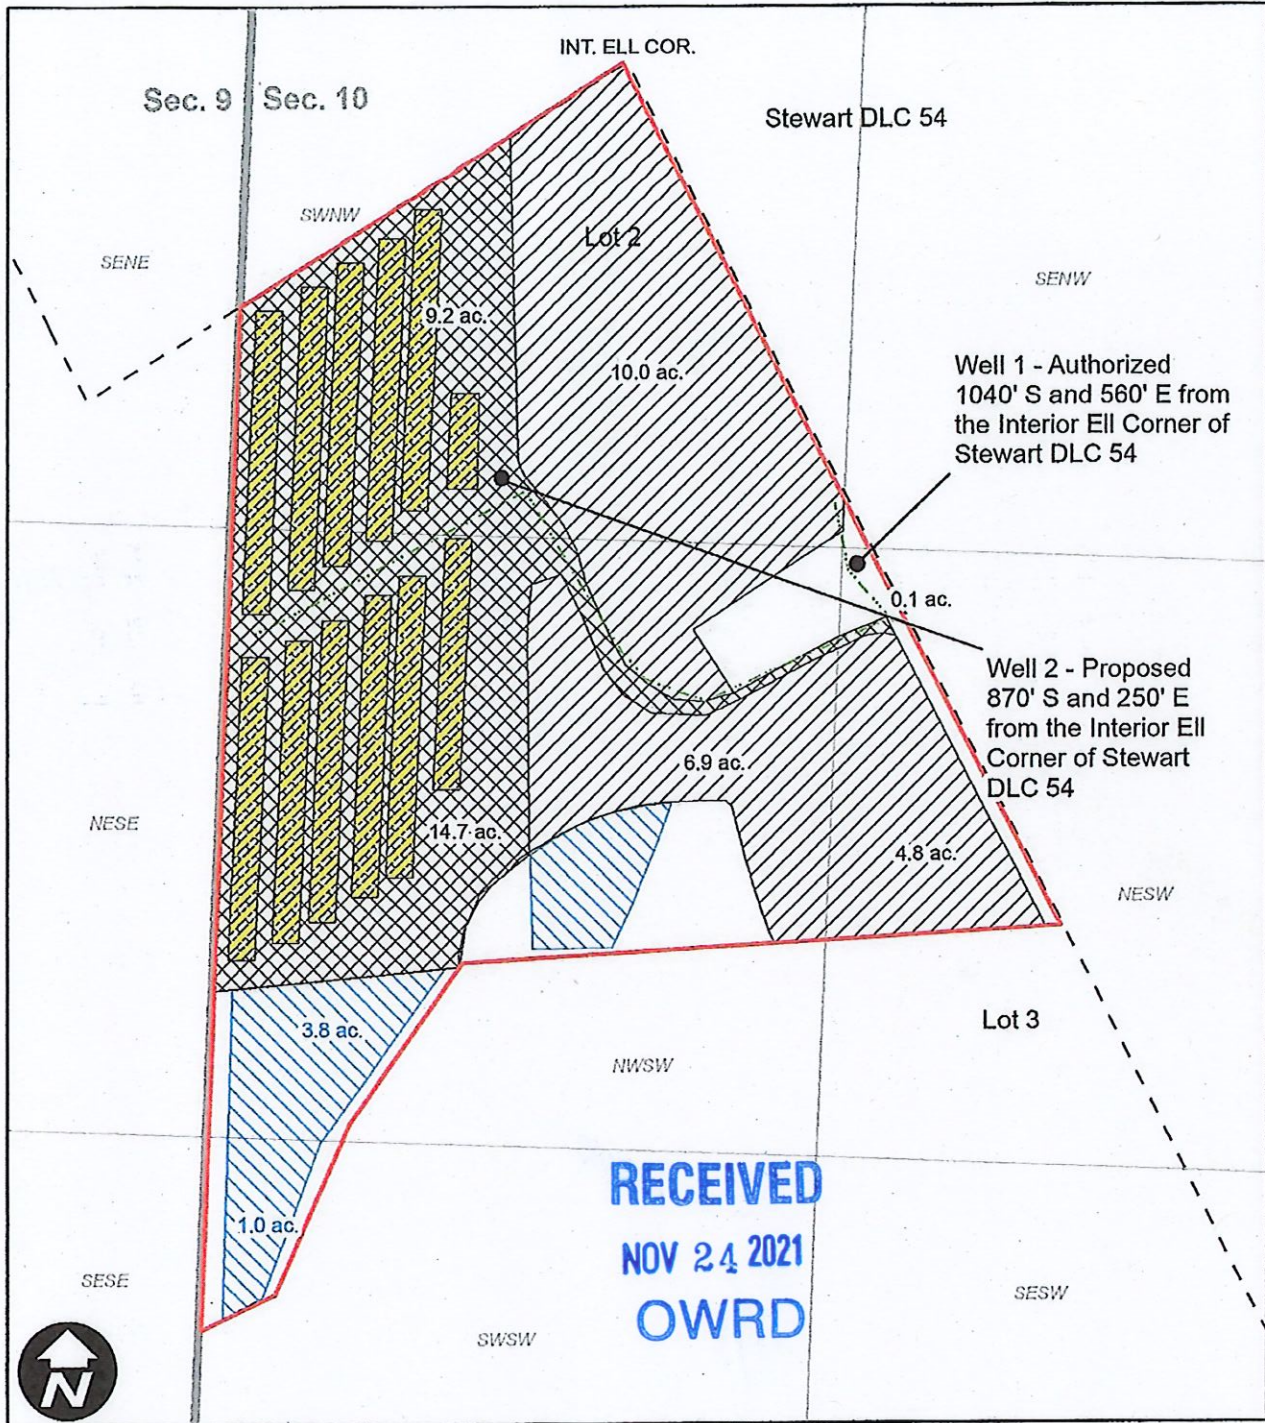 INT. ELL COR.
Sec. 9
Sec. 10
Stewart DLC 54
SWNW
SENE
Lot 2
SENW
9.2 ac.
10.0 ac.
Well 1 - Authorized
1040' S and 560' E from
the Interior Ell Corner of
Stewart DLC 54
0.1 ac.
Well 2 - Proposed
870' S and 250' E
from the Interior Ell
Corner of Stewart
DLC 54
6.9 ac.
NESE
14.7 ac.
4.8 ac.
NESW
3.8 ac.
Lot 3
NWSW
RECEIVED
NOV 24 2021
OWRD
1.0 ac.
SESE
SESW
SWSW
N